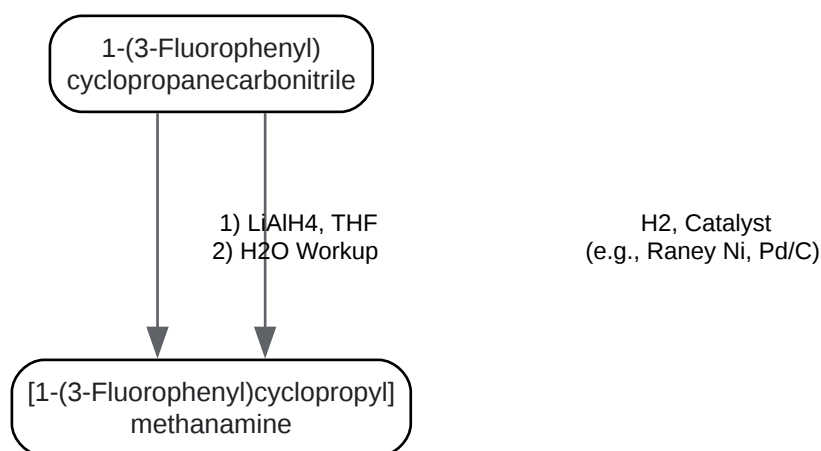 1-(3-Fluorophenyl)
cyclopropanecarbonitrile
1) LiAlH4, THF
2) H2O Workup
H2, Catalyst
(e.g., Raney Ni, Pd/C)
[1-(3-Fluorophenyl)cyclopropyl]
methanamine